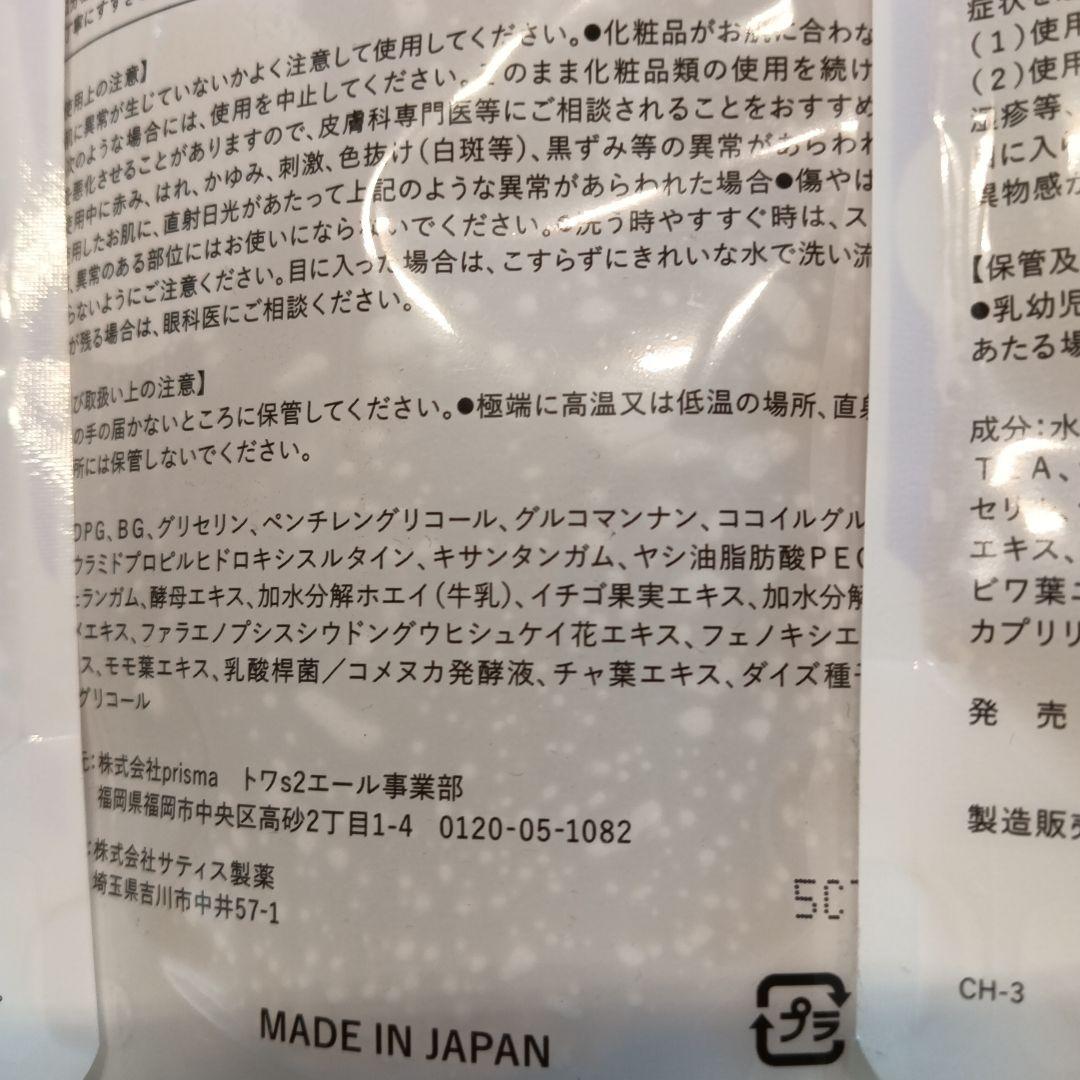 丁寧にすすぎ
使用上の注意】
肌に異常が生じていないかよく注意して使用してください。●化粧品がお肌に合わな
次のような場合には、使用を中止してください。このまま化粧品類の使用を続け
を悪化させることがありますので、皮膚科専門医等にご相談されることをおすすめ
使用中に赤み、はれ、かゆみ、刺激、色抜け(白斑等)、黒ずみ等の異常があらわれ
用したお肌に、直射日光があたって上記のような異常があらわれた場合●傷やは
、異常のある部位にはお使いにならないでください。●洗う時やすすぐ時は、ス
らないようにご注意ください。目に入った場合は、こすらずにきれいな水で洗い流
が残る場合は、眼科医にご相談ください。
び取扱い上の注意】
の手の届かないところに保管してください。●極端に高温又は低温の場所、直射
所には保管しないでください。
DPG、BG、グリセリン、ペンチレングリコール、グルコマンナン、ココイルグル
ウラミドプロピルヒドロキシスルタイン、キサンタンガム、ヤシ油脂肪酸PEG
ェランガム、酵母エキス、加水分解ホエイ(牛乳)、イチゴ果実エキス、加水分解
メエキス、ファラエノプシスシウドングウヒシュケイ花エキス、フェノキシエ
ス、モモ葉エキス、乳酸桿菌/コメヌカ発酵液、チャ葉エキス、ダイズ種子
グリコール
元:株式会社prisma トワs2エール事業部
福岡県福岡市中央区高砂2丁目1-4 0120-05-1082
:株式会社サティス製薬
埼玉県吉川市中井57-1
5C
MADE IN JAPAN
プラ
症状を
(1)使用
(2)使用
湿疹等、
目に入ら
異物感が
【保管及
●乳幼児
あたる場
成分:水
TEA、
セリ
エキス、
ビワ葉エ
カプリリ
発 売
製造販売
CH-3